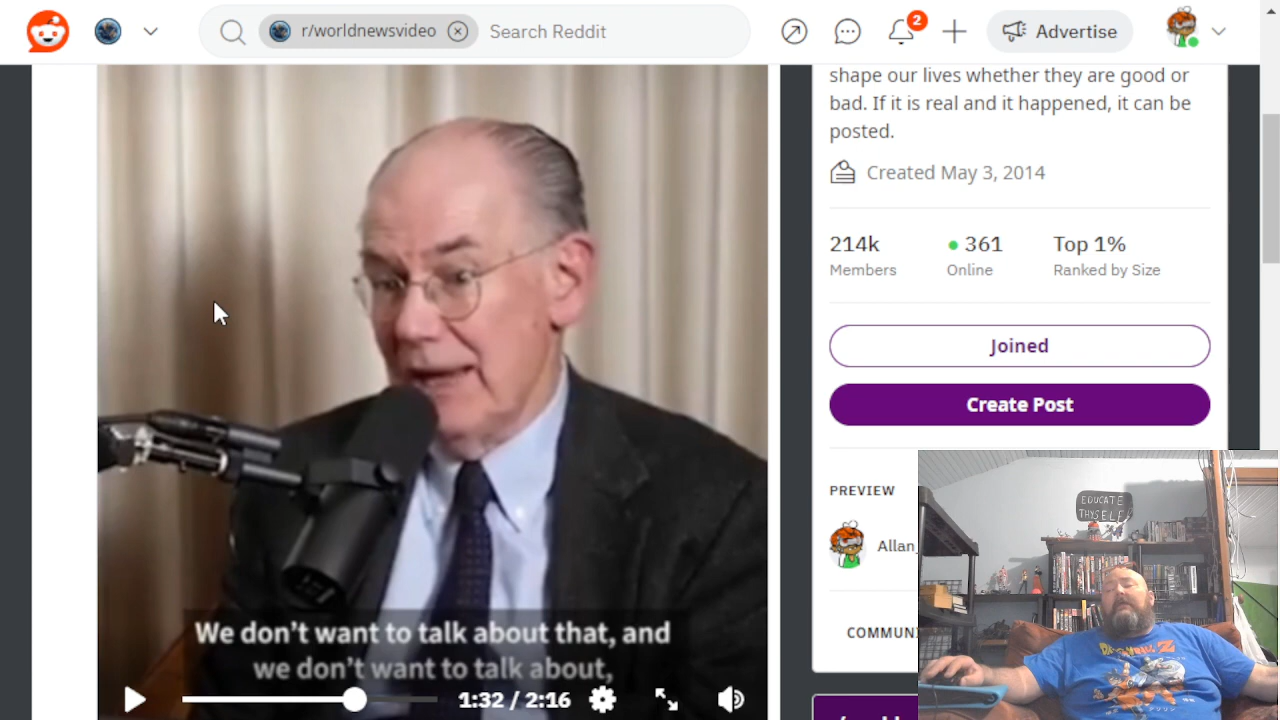 r/worldnewsvideo
Search Reddit
2
Advertise
shape our lives whether they are good or
bad. If it is real and it happened, it can be
posted.
Created May 3, 2014
214k
361
Top 1%
Members
Online
Ranked by Size
Joined
Create Post
PREVIEW
Allan_
COMMUN
EDUCATE
THYSELF
We don't want to talk about that, and
we don't want to talk about,
1:32 / 2:16